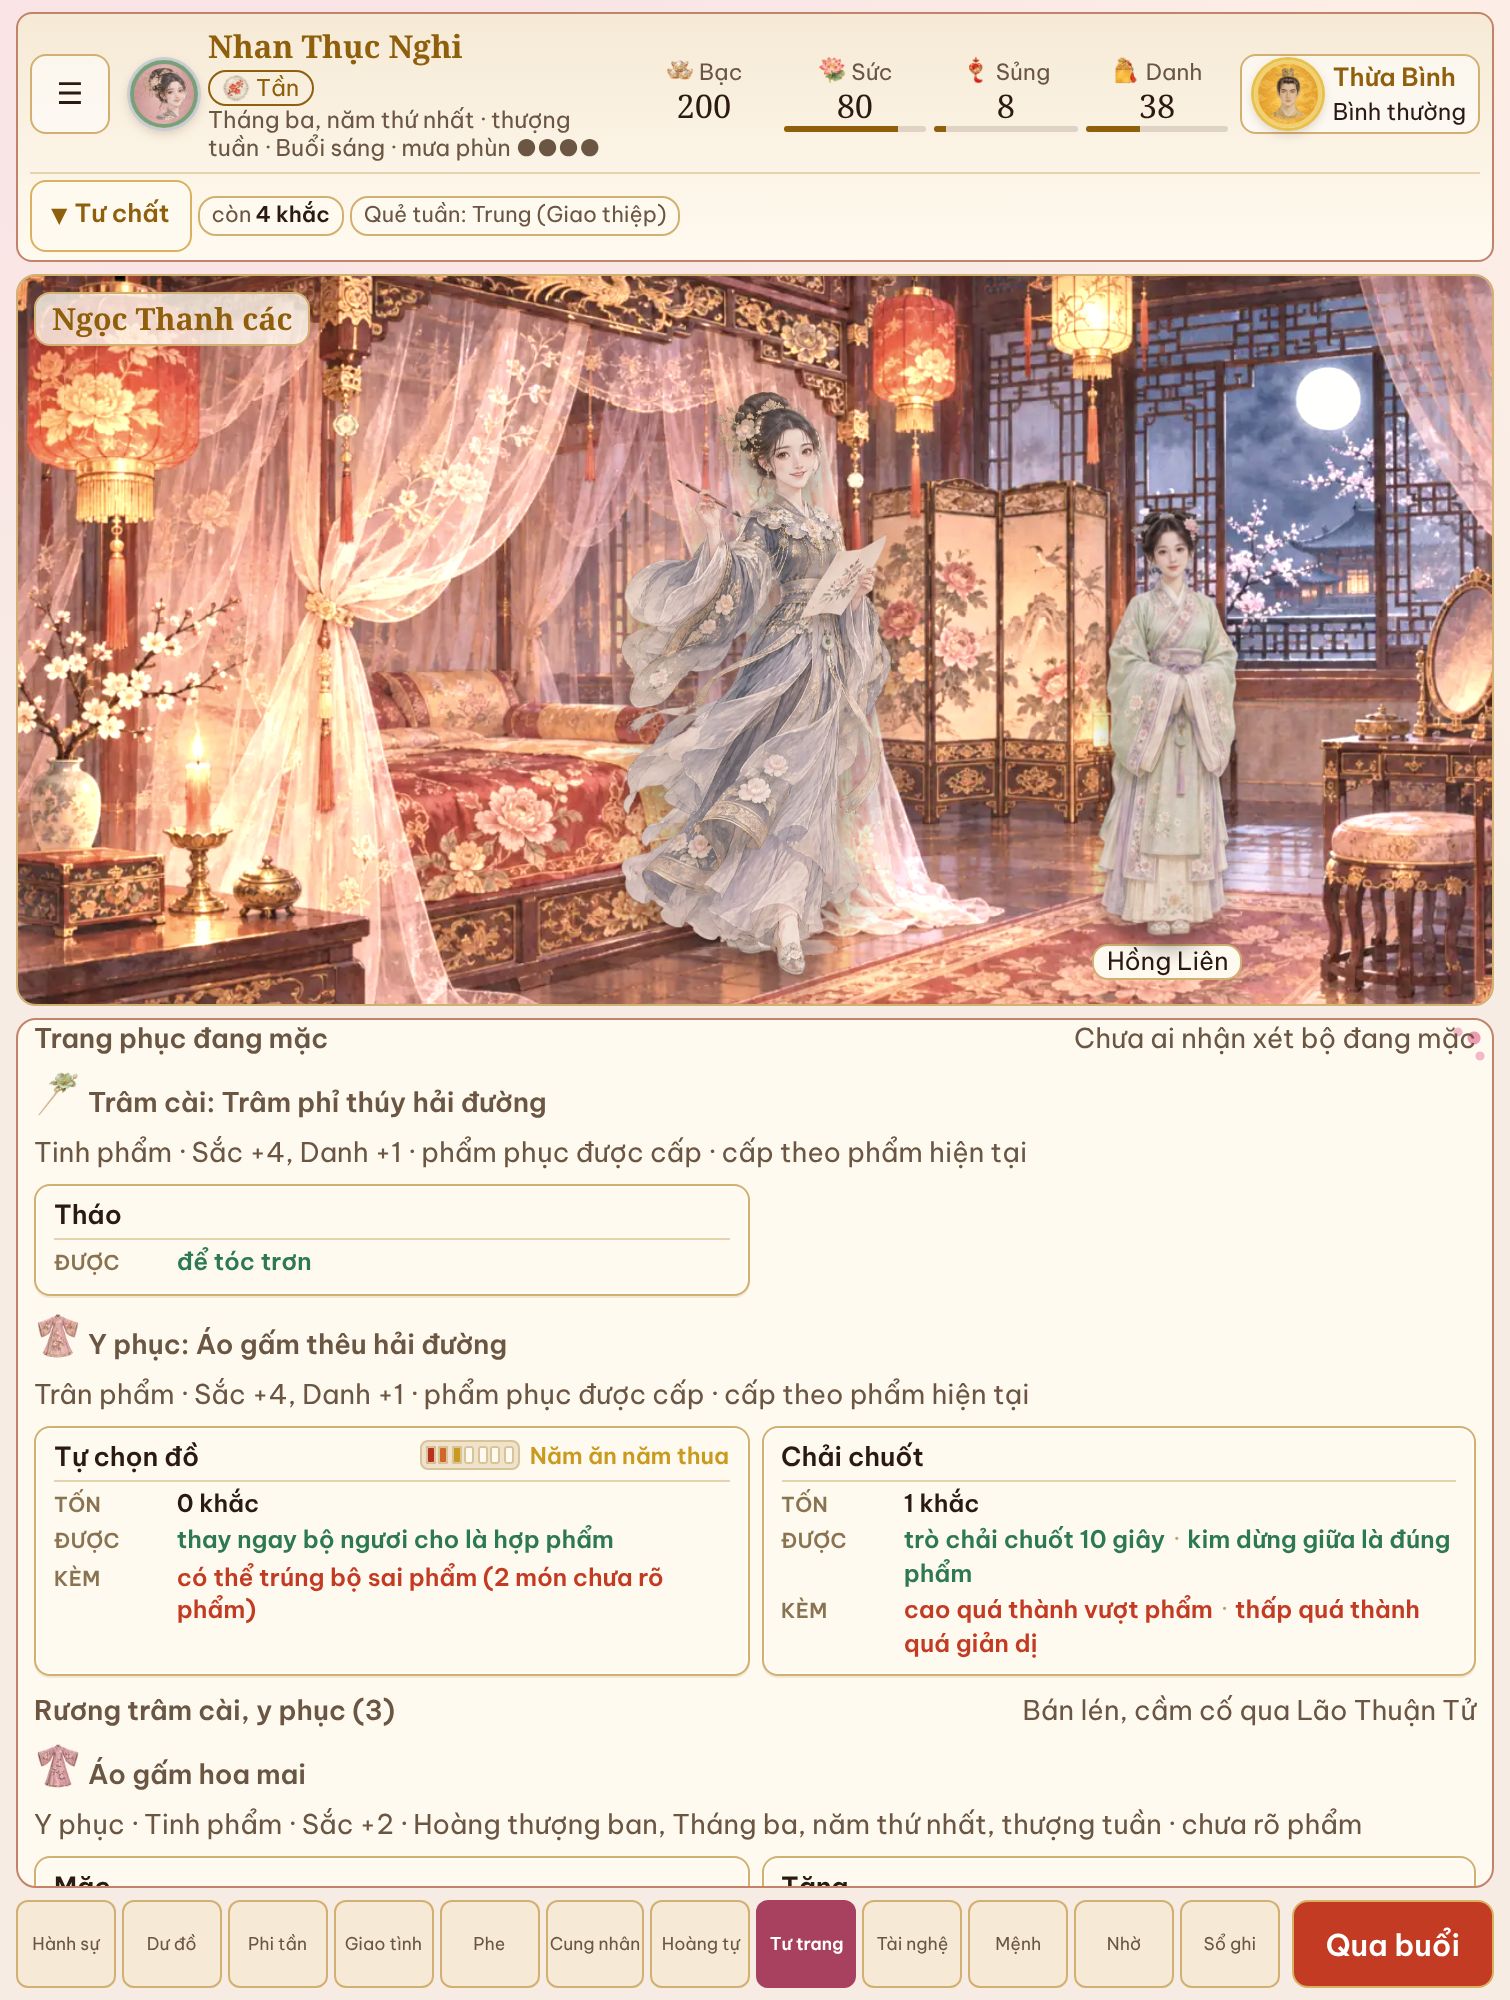 ☰
Nhan Thục Nghi
Tần
Tháng ba, năm thứ nhất · thượng
tuần · Buổi sáng · mưa phùn ●●●●
Bạc
200
Sức
80
Sủng
8
Danh
38
Thừa Bình
Bình thường
▼ Tư chất
còn 4 khắc
Quẻ tuần: Trung (Giao thiệp)
Ngọc Thanh các
Hồng Liên
Trang phục đang mặc
Chưa ai nhận xét bộ đang mặc
Trâm cài: Trâm phỉ thúy hải đường
Tinh phẩm · Sắc +4, Danh +1 · phẩm phục được cấp · cấp theo phẩm hiện tại
Tháo
ĐƯỢC để tóc trơn
Y phục: Áo gấm thêu hải đường
Trân phẩm · Sắc +4, Danh +1 · phẩm phục được cấp · cấp theo phẩm hiện tại
Tự chọn đồ
Năm ăn năm thua
TỐN 0 khắc
ĐƯỢC thay ngay bộ ngươi cho là hợp phẩm
KÈM có thể trúng bộ sai phẩm (2 món chưa rõ
phẩm)
Chải chuốt
TỐN 1 khắc
ĐƯỢC trò chải chuốt 10 giây · kim dừng giữa là đúng
phẩm
KÈM cao quá thành vượt phẩm · thấp quá thành
quá giản dị
Rương trâm cài, y phục (3)
Bán lén, cầm cố qua Lão Thuận Tử
Áo gấm hoa mai
Y phục · Tinh phẩm · Sắc +2 · Hoàng thượng ban, Tháng ba, năm thứ nhất, thượng tuần · chưa rõ phẩm
Mặc
Tặng
Hành sự
Dư đồ
Phi tần
Giao tình
Phe
Cung nhân
Hoàng tự
Tư trang
Tài nghệ
Mệnh
Nhờ
Sổ ghi
Qua buổi